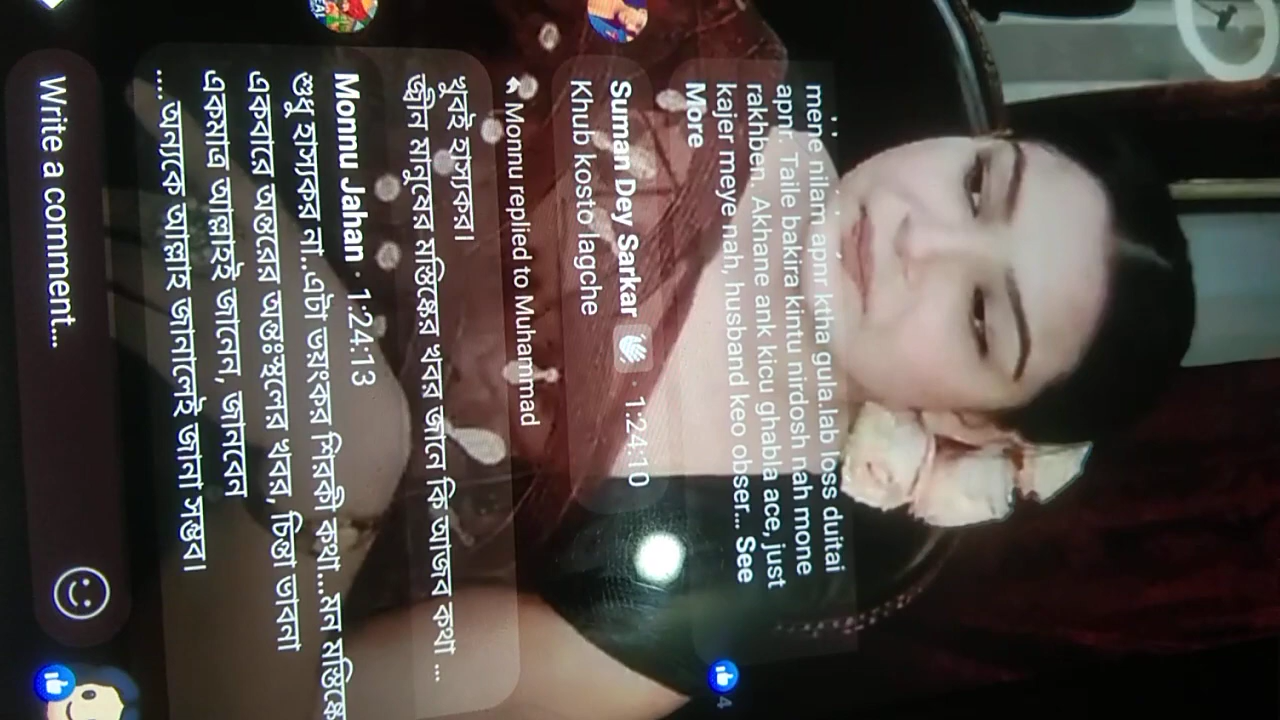 mene nilam apnr ktha gula.lab loss duitai
apnr. Taile bakira kintu nirdosh nah mone
rakhben. Akhane ank kicu ghabla ace, just
kajer meye nah, husband keo obser... See
More
4
Suman Dey Sarkar · 1:24:10
Khub kosto lagche
Monnu replied to Muhammad
খুবই হাস্যকর।
জ্বীন মানুষের মস্তিষ্কের খবর জানে কি আজব কথা ...
Monnu Jahan · 1:24:13
শুধু হাস্যকর না..এটা ভয়ংকর শিরকী কথা...মন মস্তিষ্কে
একবারে অন্তরের অন্তঃস্থলের খবর, চিন্তা ভাবনা
একমাত্র আল্লাহই জানেন, জানবেন
.... অন্যকে আল্লাহ জানালেই জানা সম্ভব।
Write a comment...